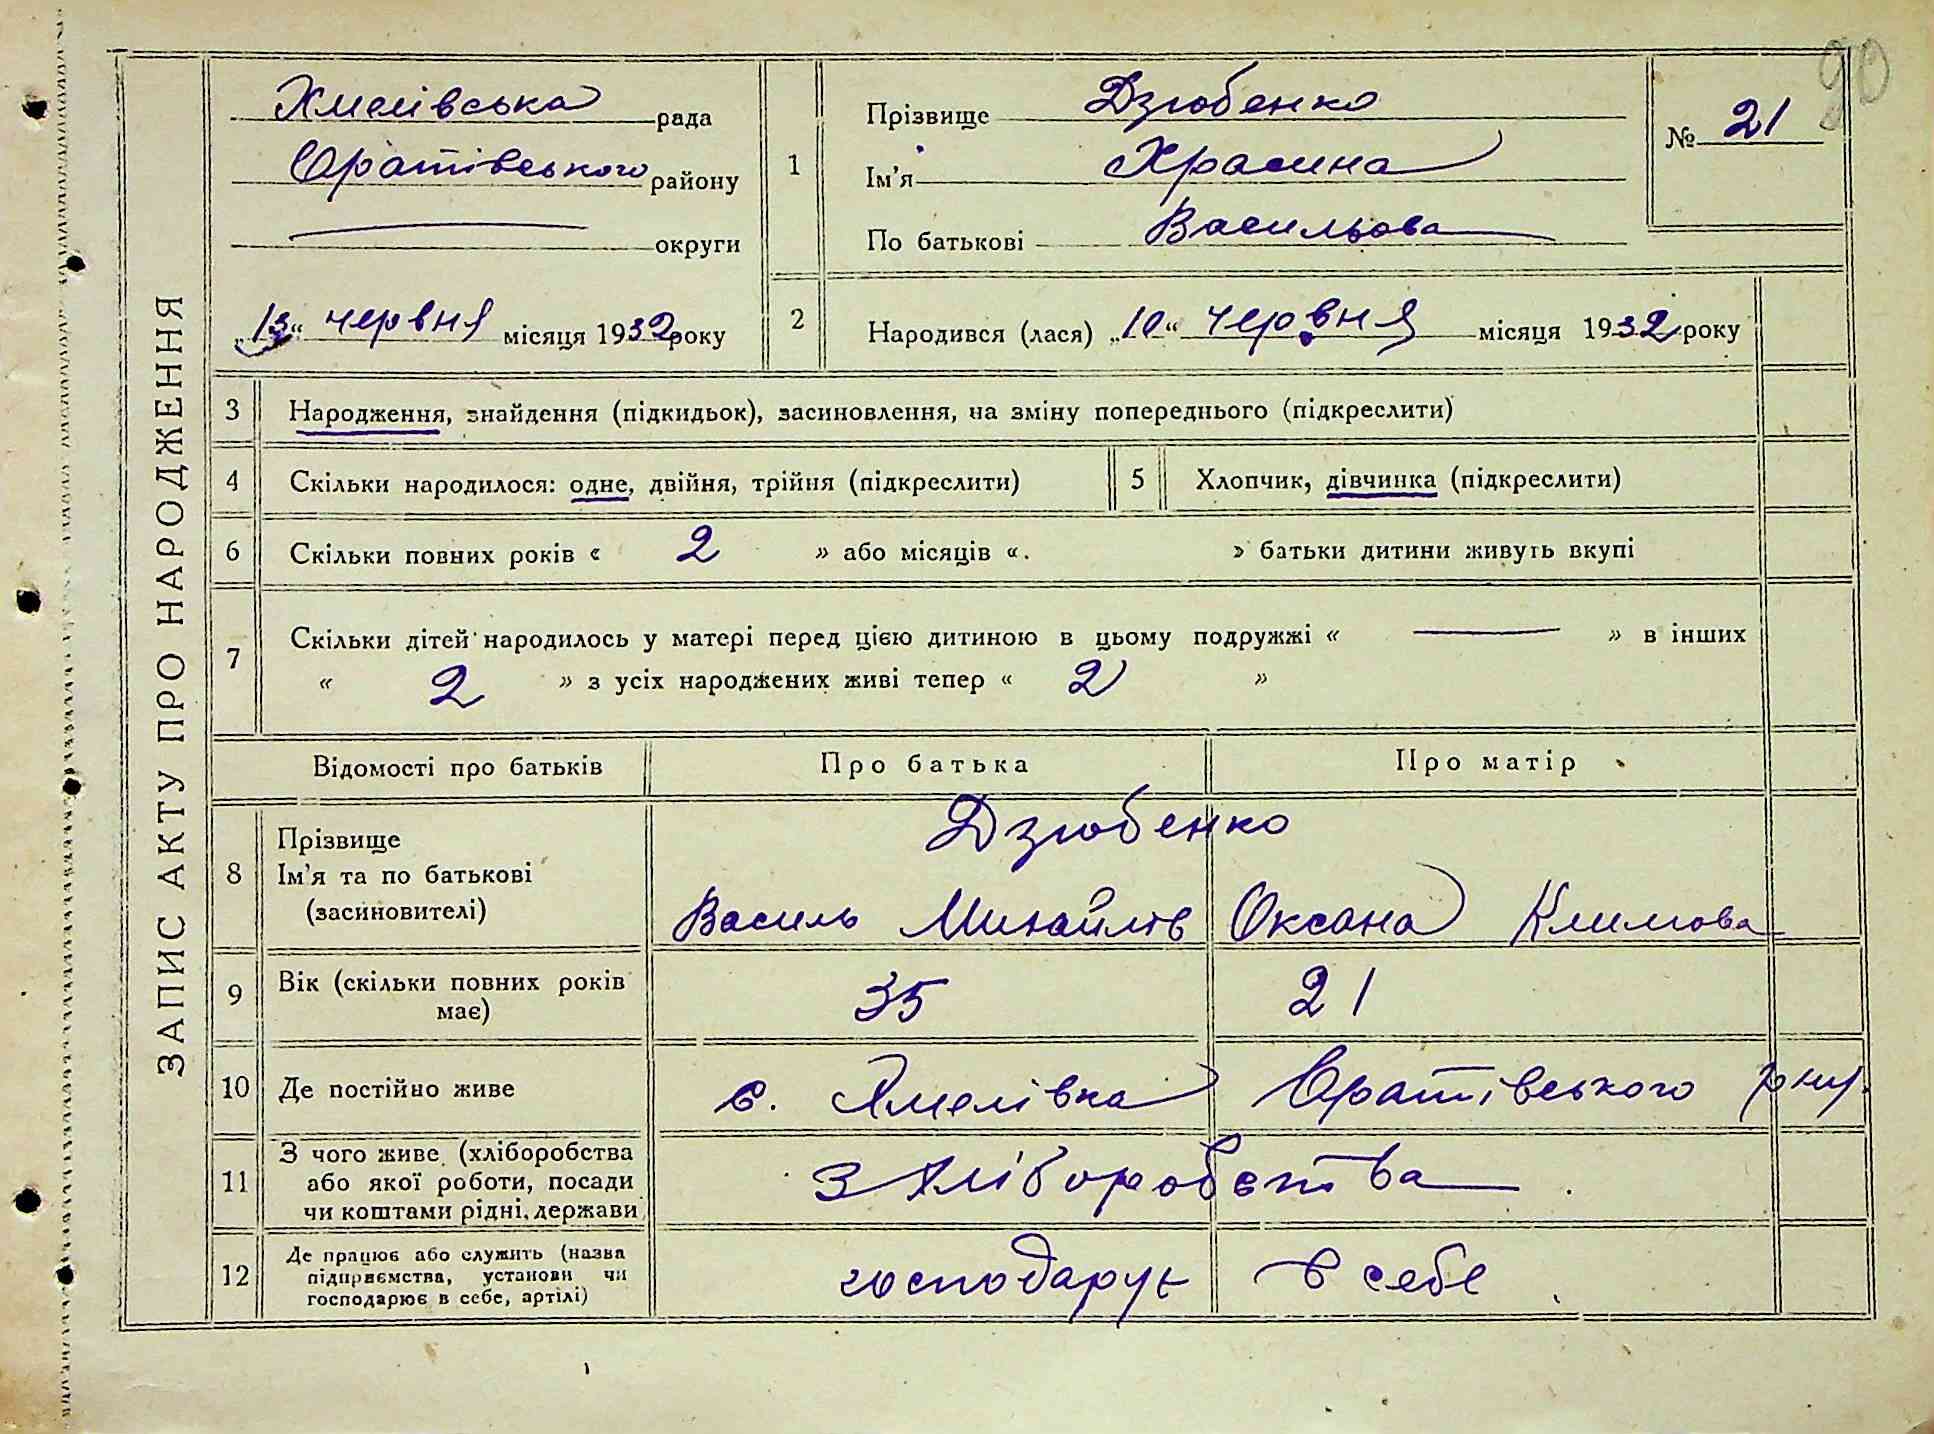 90
ЗАПИС АКТУ ПРО НАРОДЖЕННЯ
Хмелівська рада
Оратівського району
округи
„13“ червня місяця 1932 року
1
Прізвище Дзюбенко
Ім'я Храсина
По батькові Васильова
№ 21
2
Народився (лася) „10“ червня місяця 1932 року
3 Народження, знайдення (підкидьок), засиновлення, на зміну попереднього (підкреслити)
4 Скільки народилося: одне, двійня, трійня (підкреслити) 5 Хлопчик, дівчинка (підкреслити)
6 Скільки повних років « 2 » або місяців « . » батьки дитини живуть вкупі
7 Скільки дітей народилось у матері перед цією дитиною в цьому подружжі « — » в інших
« 2 » з усіх народжених живі тепер « 2 »
Відомості про батьків Про батька Про матір
8 Прізвище
Ім'я та по батькові
(засиновителі)
Дзюбенко
Василь Михайлів Оксана Климова
9 Вік (скільки повних років
має)
35 21
10 Де постійно живе с. Хмелівка Оратівського
11 З чого живе (хліборобства
або якої роботи, посади
чи коштами рідні, держави
З хліборобства
12 Де працює або служить (назва
підприємства, установи чи
господарює в себе, артілі)
господарує в себе